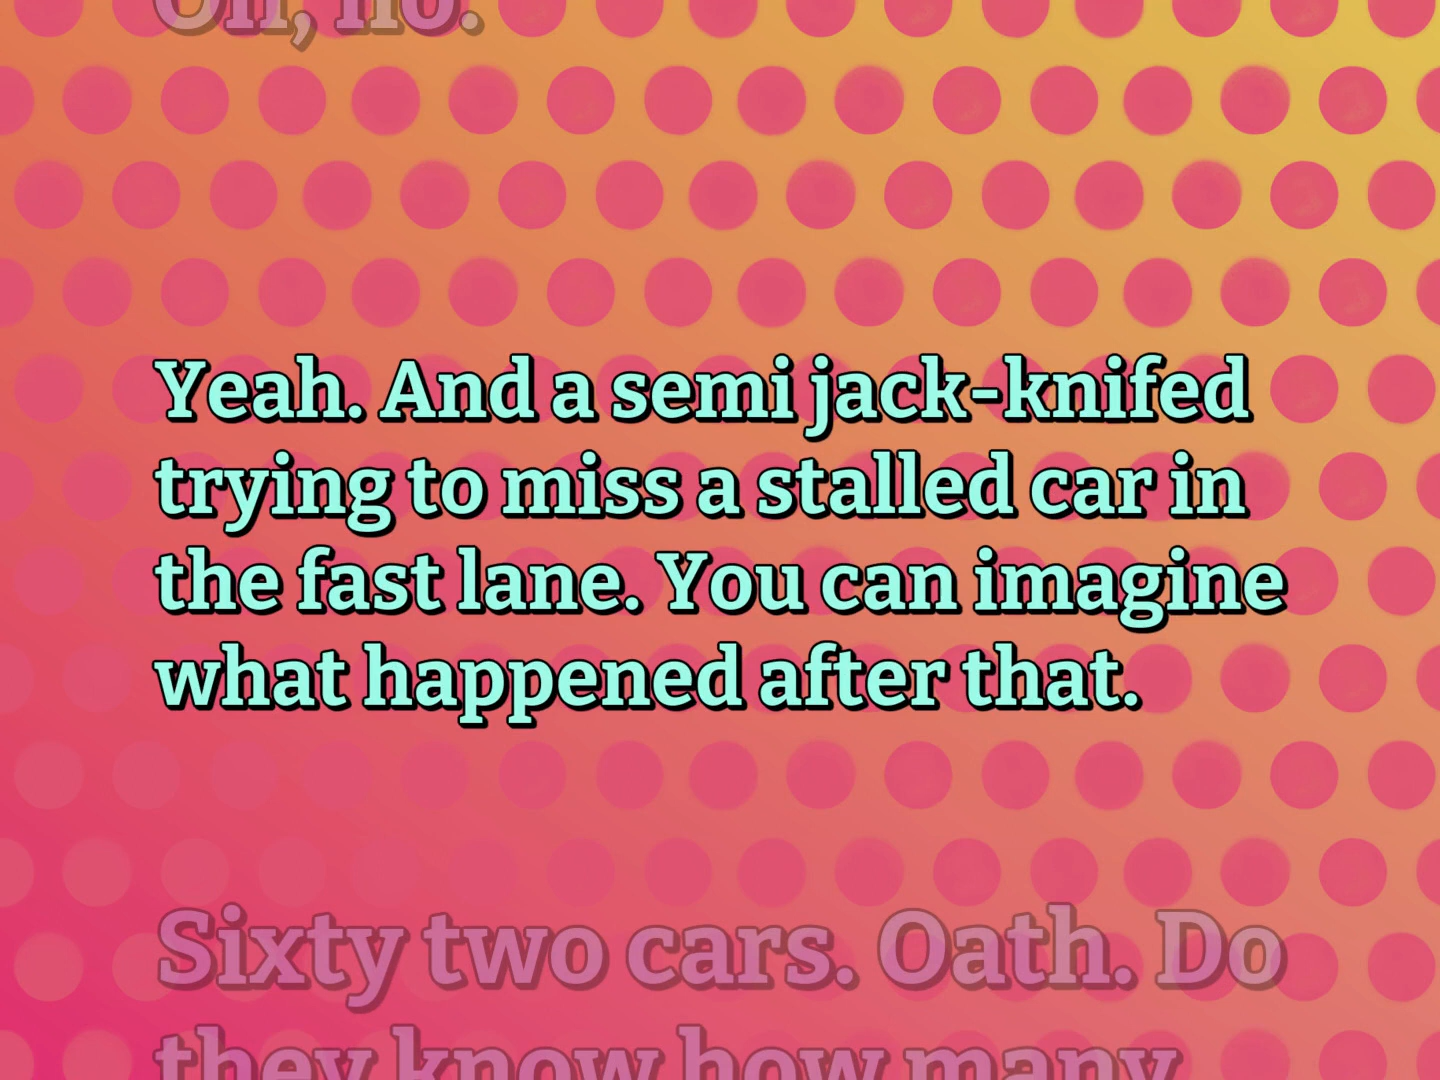 Oh, no.
Yeah. And a semi jack-knifed
trying to miss a stalled car in
the fast lane. You can imagine
what happened after that.
Sixty two cars. Oath. Do
they know how many